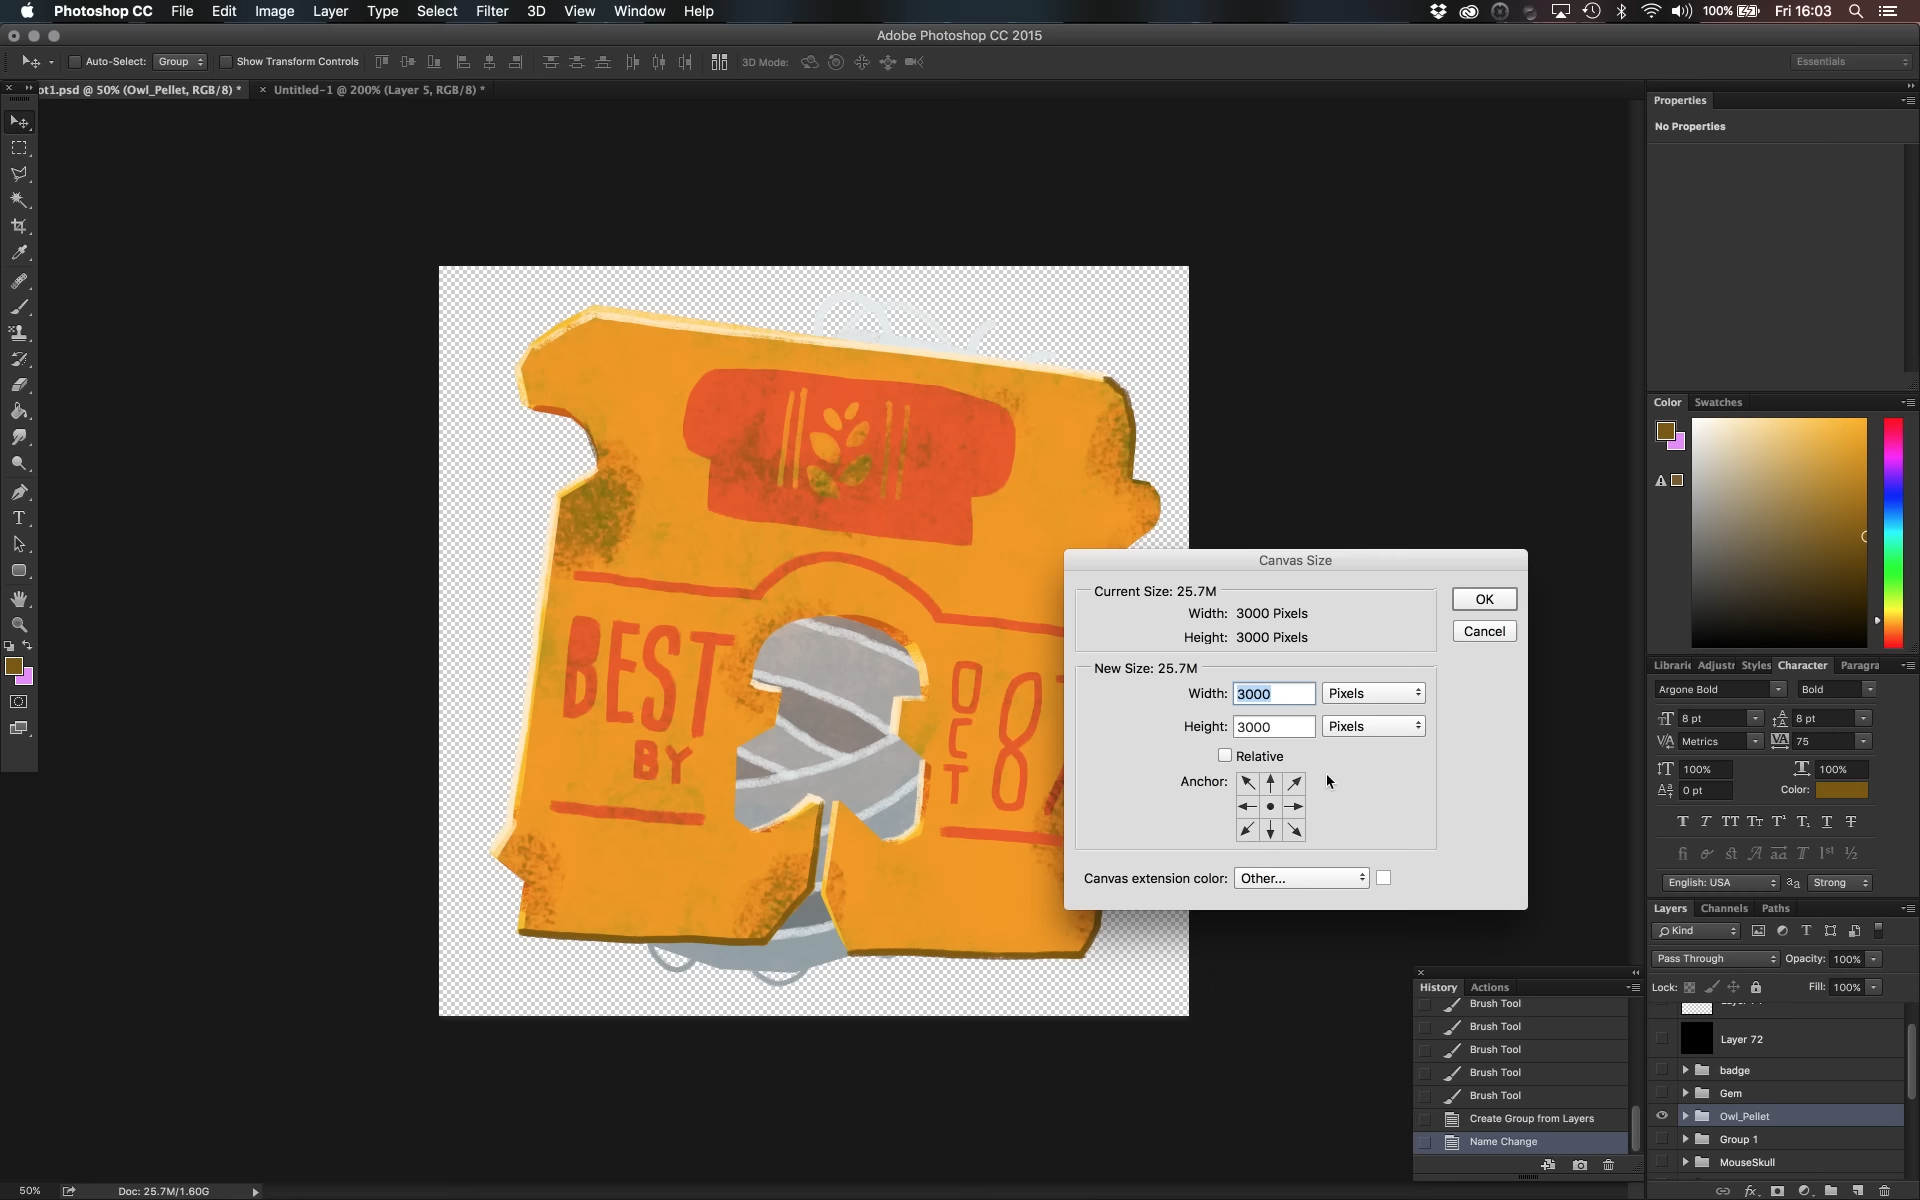 Photoshop CC File Edit Image Layer Type Select Filter 3D View Window Help 100% Fri 16:03
Adobe Photoshop CC 2015
Auto-Select: Group Show Transform Controls 3D Mode: Essentials
pt1.psd @ 50% (Owl_Pellet, RGB/8) * × Untitled-1 @ 200% (Layer 5, RGB/8) *
Properties
No Properties
Color Swatches
BEST
BY
OCT
8
Canvas Size
Current Size: 25.7M
Width: 3000 Pixels
Height: 3000 Pixels
OK
Cancel
New Size: 25.7M
Width: 3000 Pixels
Height: 3000 Pixels
Relative
Anchor:
Canvas extension color: Other...
Librarie Adjustr Styles Character Paragra
Argone Bold Bold
8 pt 8 pt
Metrics 75
100% 100%
0 pt Color:
English: USA Strong
Layers Channels Paths
Kind
Pass Through Opacity: 100%
Lock: Fill: 100%
Layer 72
badge
Gem
Owl_Pellet
Group 1
MouseSkull
History Actions
Brush Tool
Brush Tool
Brush Tool
Brush Tool
Brush Tool
Create Group from Layers
Name Change
50% Doc: 25.7M/1.60G